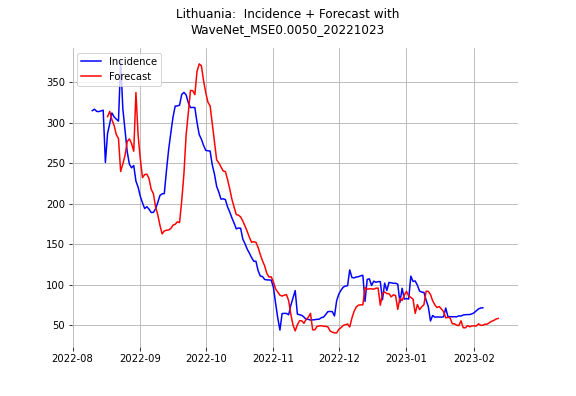 Lithuania:  Incidence + Forecast with
WaveNet_MSE0.0050_20221023
Incidence
Forecast
350
300
250
200
150
100
50
2022-08 2022-09 2022-10 2022-11 2022-12 2023-01 2023-02